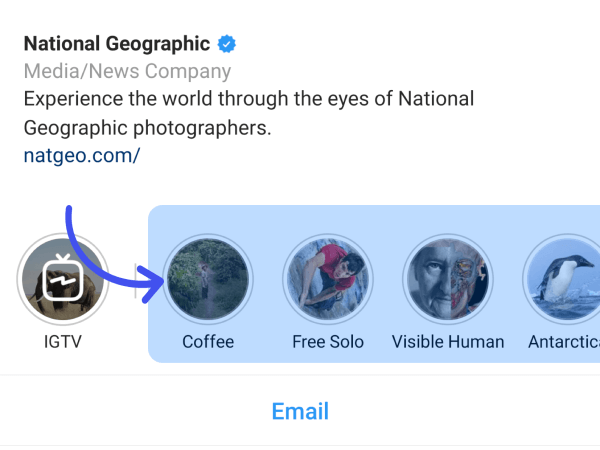 National Geographic
Media/News Company
Experience the world through the eyes of National
Geographic photographers.
natgeo.com/
IGTV Coffee Free Solo Visible Human Antarctica
Email